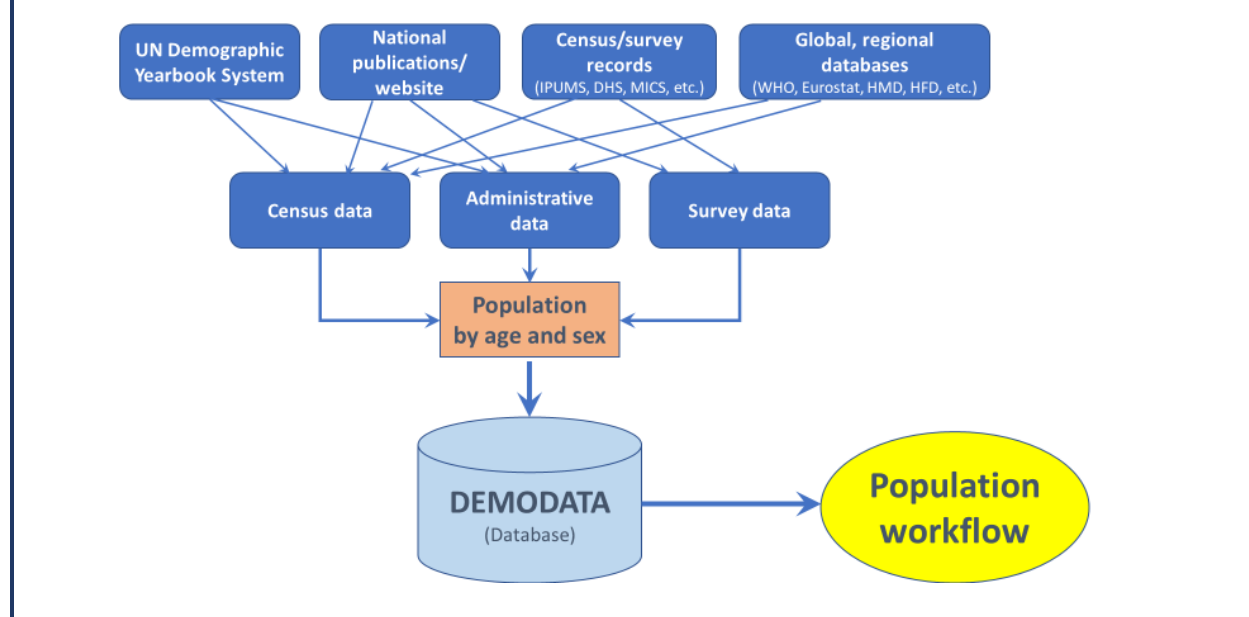 UN Demographic
Yearbook System
National
publications/
website
Census/survey
records
(IPUMS, DHS, MICS, etc.)
Global, regional
databases
(WHO, Eurostat, HMD, HFD, etc.)
Census data
Administrative
data
Survey data
Population
by age and sex
DEMODATA
(Database)
Population
workflow